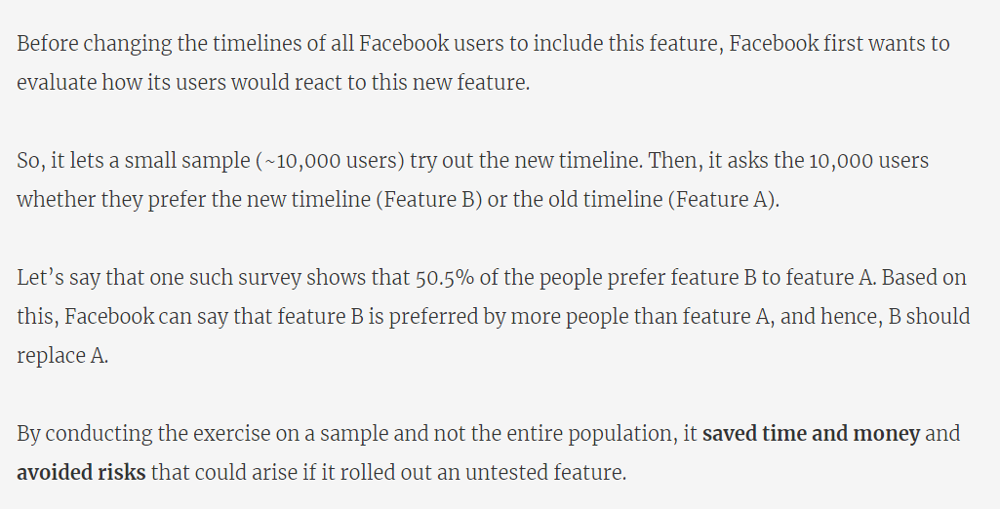 Before changing the timelines of all Facebook users to include this feature, Facebook first wants to
evaluate how its users would react to this new feature.
So, it lets a small sample (~10,000 users) try out the new timeline. Then, it asks the 10,000 users
whether they prefer the new timeline (Feature B) or the old timeline (Feature A).
Let’s say that one such survey shows that 50.5% of the people prefer feature B to feature A. Based on
this, Facebook can say that feature B is preferred by more people than feature A, and hence, B should
replace A.
By conducting the exercise on a sample and not the entire population, it saved time and money and
avoided risks that could arise if it rolled out an untested feature.